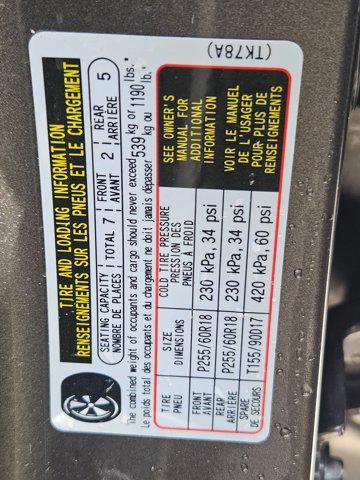 TIRE AND LOADING INFORMATION
RENSEIGNEMENTS SUR LES PNEUS ET LE CHARGEMENT
SEATING CAPACITY
NOMBRE DE PLACES
TOTAL 7
FRONT
AVANT
2
REAR
ARRIÈRE
5
The combined weight of occupants and cargo should never exceed 539 kg or 1190 lbs.
Le poids total des occupants et du chargement ne doit jamais dépasser 539 kg ou 1190 lb.
TIRE
PNEU
SIZE
DIMENSIONS
COLD TIRE PRESSURE
PRESSION DES
PNEUS À FROID
SEE OWNER'S
MANUAL FOR
ADDITIONAL
INFORMATION
VOIR LE MANUEL
DE L'USAGER
POUR PLUS DE
RENSEIGNEMENTS
FRONT
AVANT
P255/60R18
230 kPa, 34 psi
REAR
ARRIÈRE
P255/60R18
230 kPa, 34 psi
SPARE
DE SECOURS
T155/90D17
420 kPa, 60 psi
(TK78A)